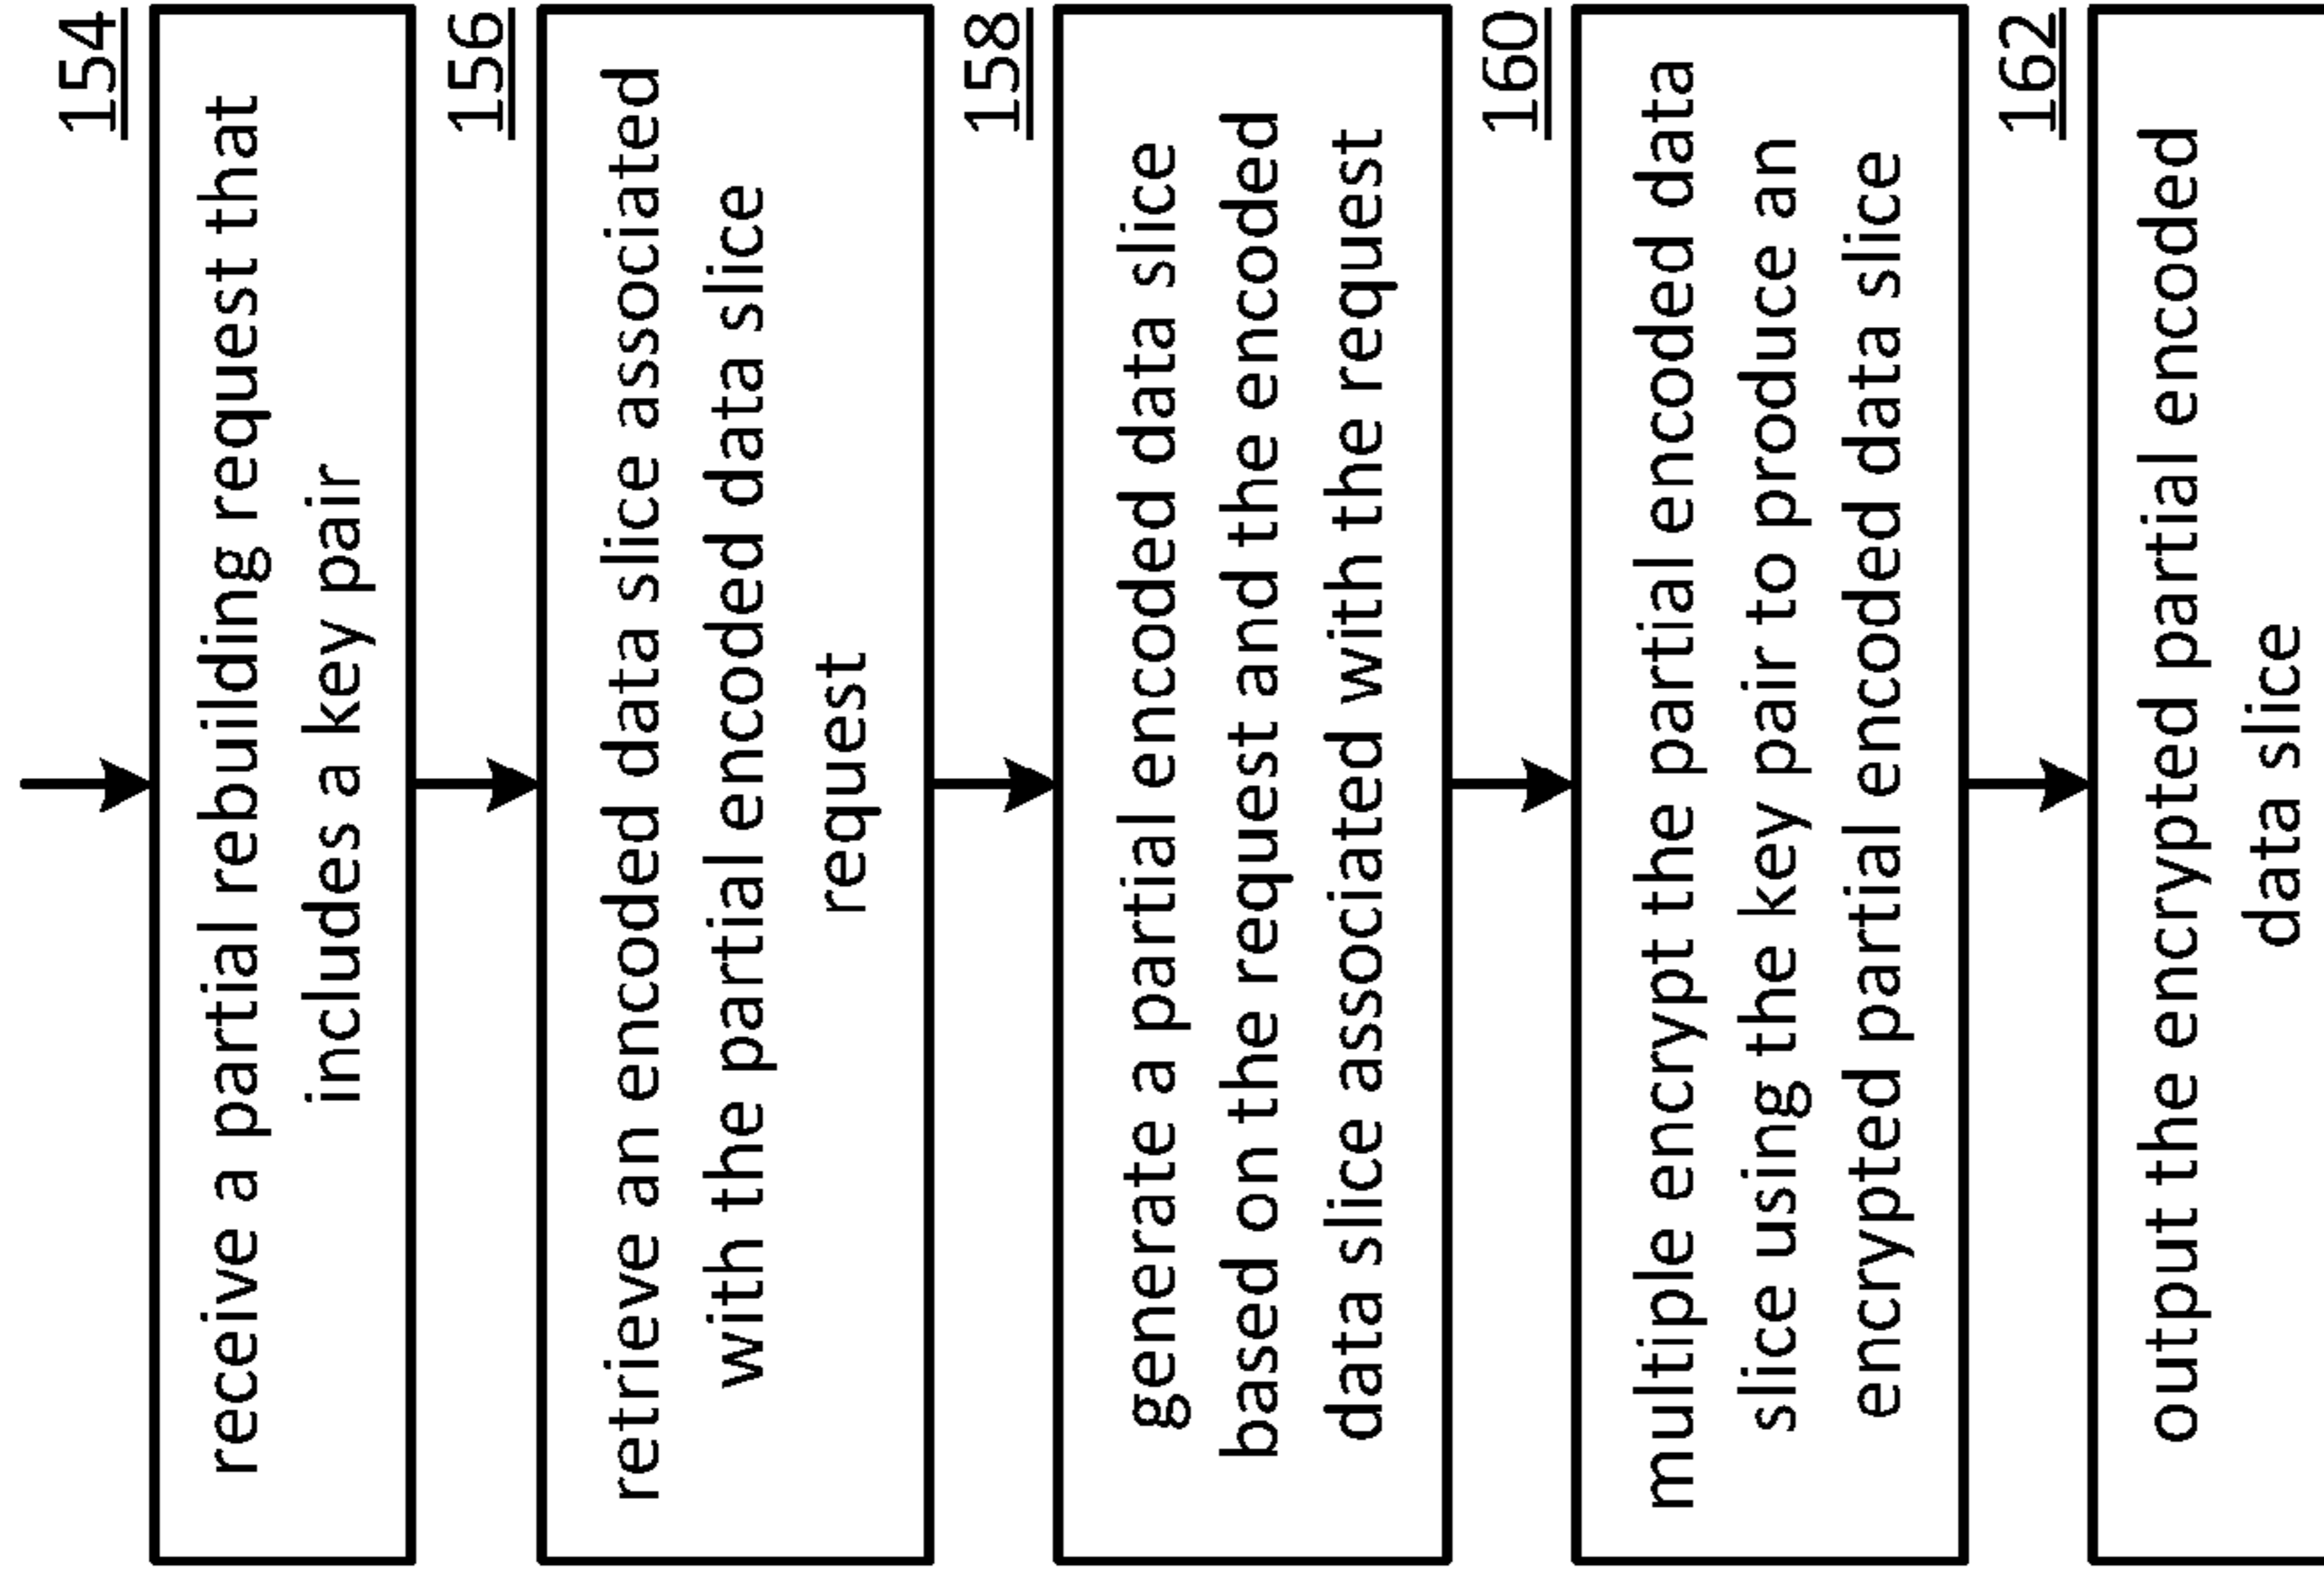 154
receive a partial rebuilding request that
includes a key pair
156
retrieve an encoded data slice associated
with the partial encoded data slice
request
158
generate a partial encoded data slice
based on the request and the encoded
data slice associated with the request
160
multiple encrypt the partial encoded data
slice using the key pair to produce an
encrypted partial encoded data slice
162
output the encrypted partial encoded
data slice